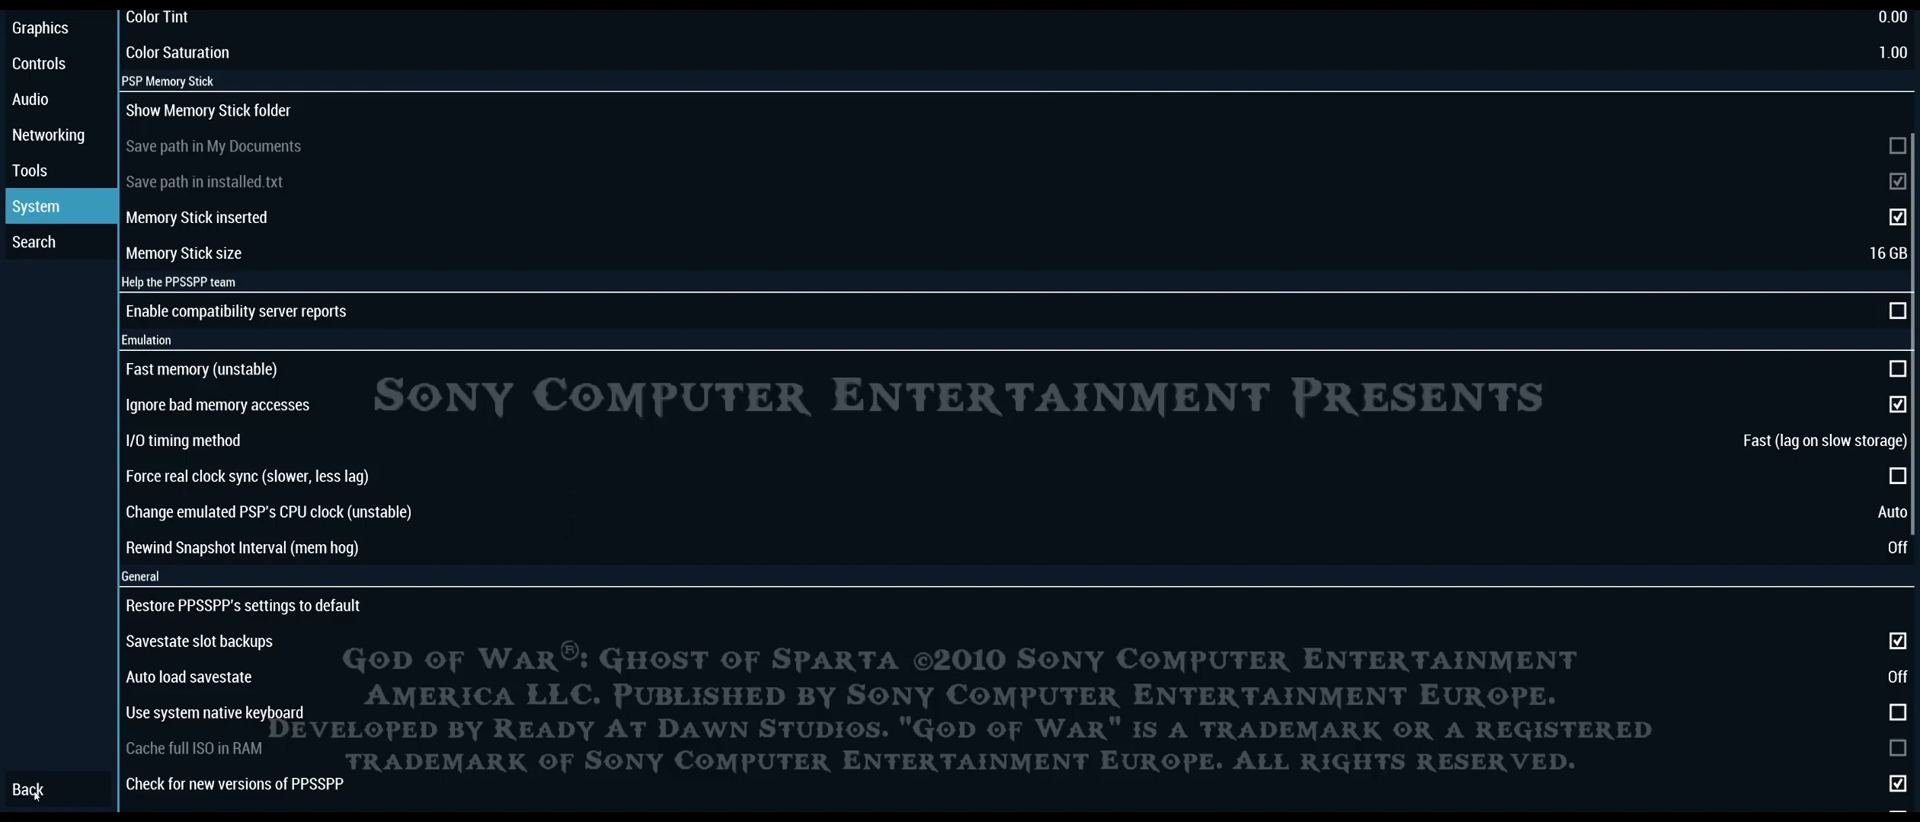 Graphics
Controls
Audio
Networking
Tools
System
Search
Back
Color Tint 0.00
Color Saturation 1.00
PSP Memory Stick
Show Memory Stick folder
Save path in My Documents
Save path in installed.txt
Memory Stick inserted
Memory Stick size 16 GB
Help the PPSSPP team
Enable compatibility server reports
Emulation
Fast memory (unstable)
Ignore bad memory accesses
I/O timing method Fast (lag on slow storage)
Force real clock sync (slower, less lag)
Change emulated PSP's CPU clock (unstable) Auto
Rewind Snapshot Interval (mem hog) Off
General
Restore PPSSPP's settings to default
Savestate slot backups
Auto load savestate Off
Use system native keyboard
Cache full ISO in RAM
Check for new versions of PPSSPP
Sony Computer Entertainment Presents
God of War®: Ghost of Sparta ©2010 Sony Computer Entertainment
America LLC. Published by Sony Computer Entertainment Europe.
Developed by Ready At Dawn Studios. "God of War" is a trademark or a registered
trademark of Sony Computer Entertainment Europe. All rights reserved.